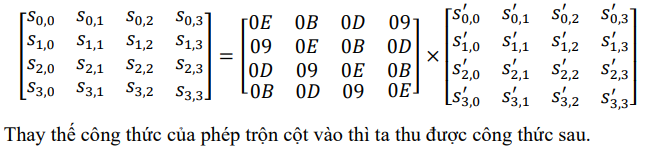 [s₀,₀ s₀,₁ s₀,₂ s₀,₃] [0E 0B 0D 09] [s′₀,₀ s′₀,₁ s′₀,₂ s′₀,₃]
[s₁,₀ s₁,₁ s₁,₂ s₁,₃] = [09 0E 0B 0D] × [s′₁,₀ s′₁,₁ s′₁,₂ s′₁,₃]
[s₂,₀ s₂,₁ s₂,₂ s₂,₃] [0D 09 0E 0B] [s′₂,₀ s′₂,₁ s′₂,₂ s′₂,₃]
[s₃,₀ s₃,₁ s₃,₂ s₃,₃] [0B 0D 09 0E] [s′₃,₀ s′₃,₁ s′₃,₂ s′₃,₃]
Thay thế công thức của phép trộn cột vào thì ta thu được công thức sau.